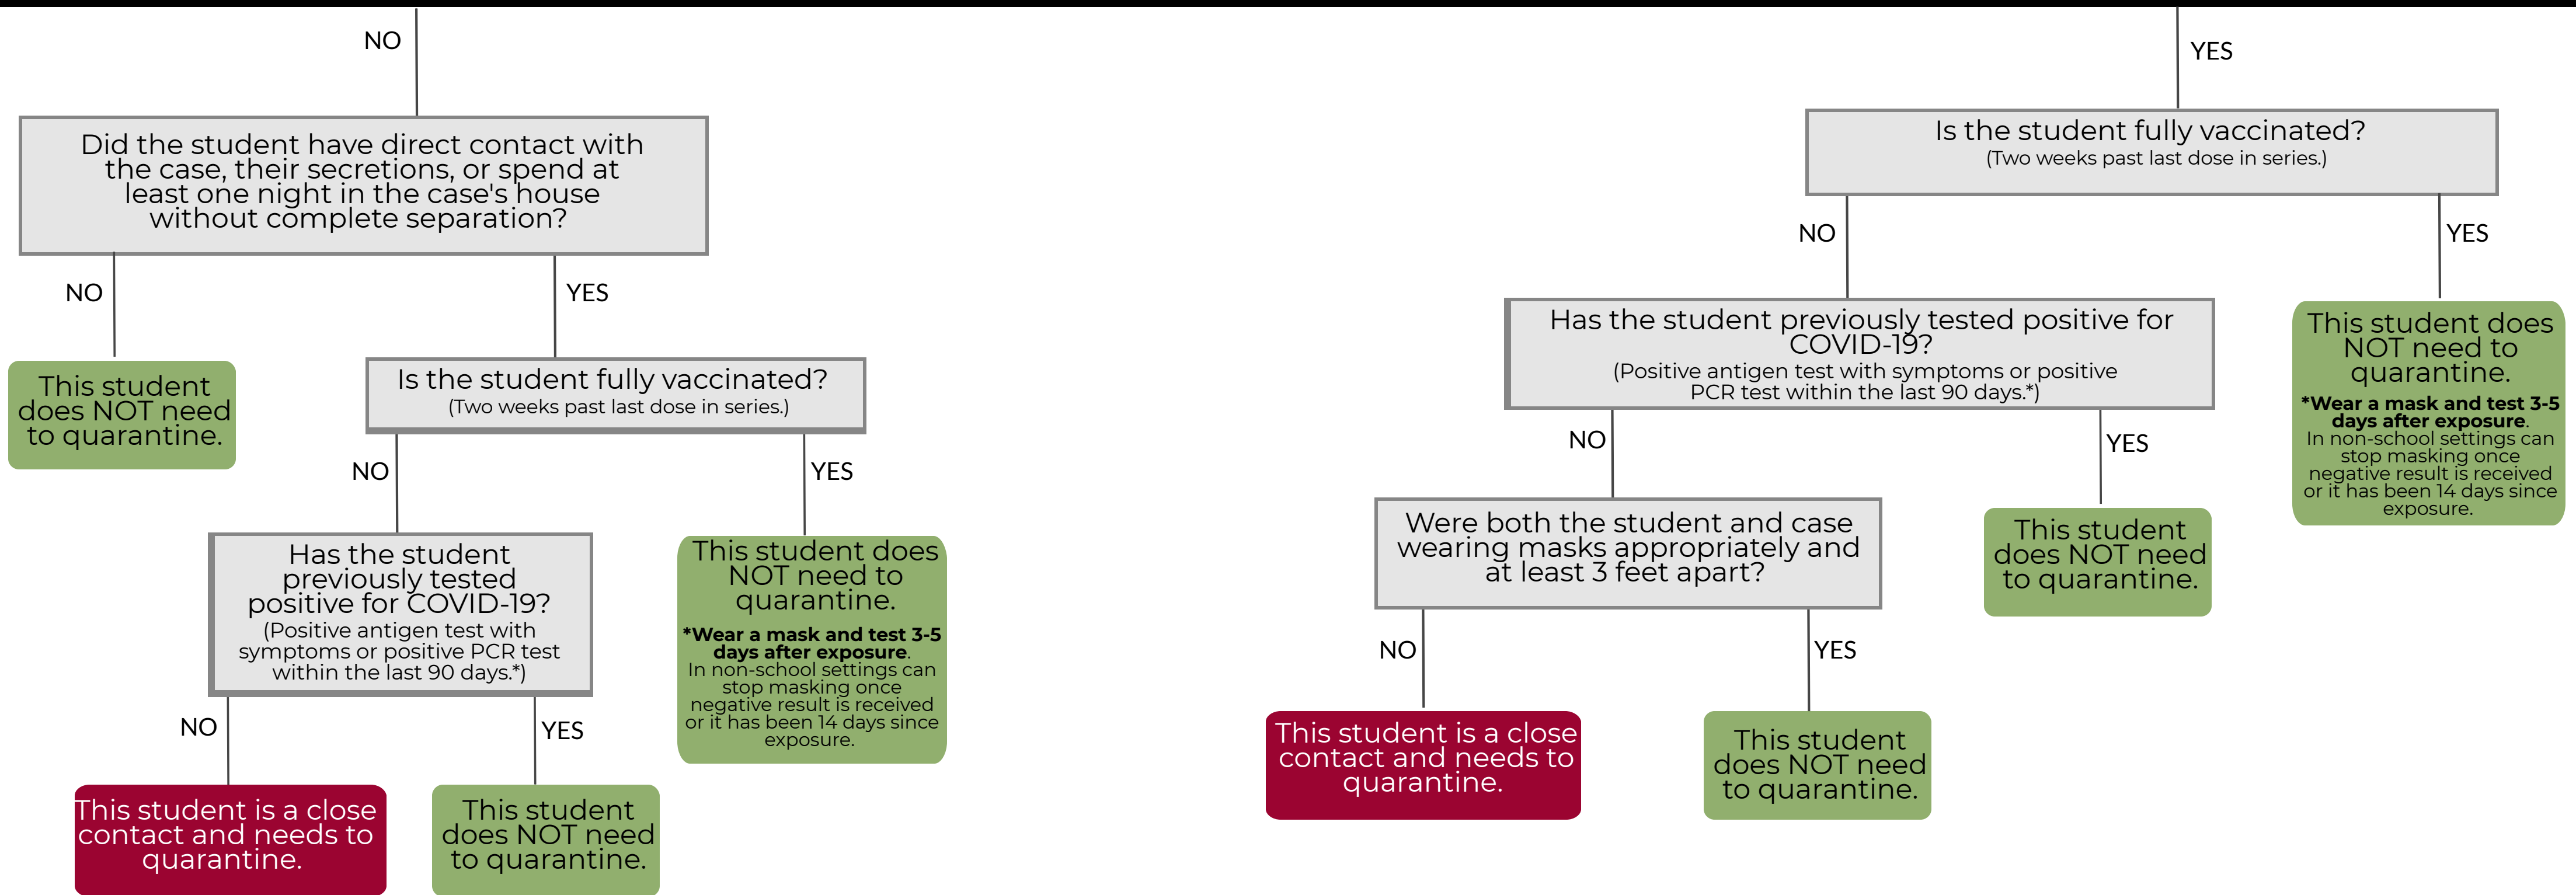 NO
Did the student have direct contact with
the case, their secretions, or spend at
least one night in the case's house
without complete separation?
NO
YES
This student
does NOT need
to quarantine.
Is the student fully vaccinated?
(Two weeks past last dose in series.)
NO
YES
Has the student
previously tested
positive for COVID-19?
(Positive antigen test with
symptoms or positive PCR test
within the last 90 days.*)
This student does
NOT need to
quarantine.
*Wear a mask and test 3-5
days after exposure.
In non-school settings can
stop masking once
negative result is received
or it has been 14 days since
exposure.
NO
YES
This student is a close
contact and needs to
quarantine.
This student
does NOT need
to quarantine.
YES
Is the student fully vaccinated?
(Two weeks past last dose in series.)
NO
YES
Has the student previously tested positive for
COVID-19?
(Positive antigen test with symptoms or positive
PCR test within the last 90 days.*)
This student does
NOT need to
quarantine.
*Wear a mask and test 3-5
days after exposure.
In non-school settings can
stop masking once
negative result is received
or it has been 14 days since
exposure.
NO
YES
Were both the student and case
wearing masks appropriately and
at least 3 feet apart?
This student
does NOT need
to quarantine.
NO
YES
This student is a close
contact and needs to
quarantine.
This student
does NOT need
to quarantine.